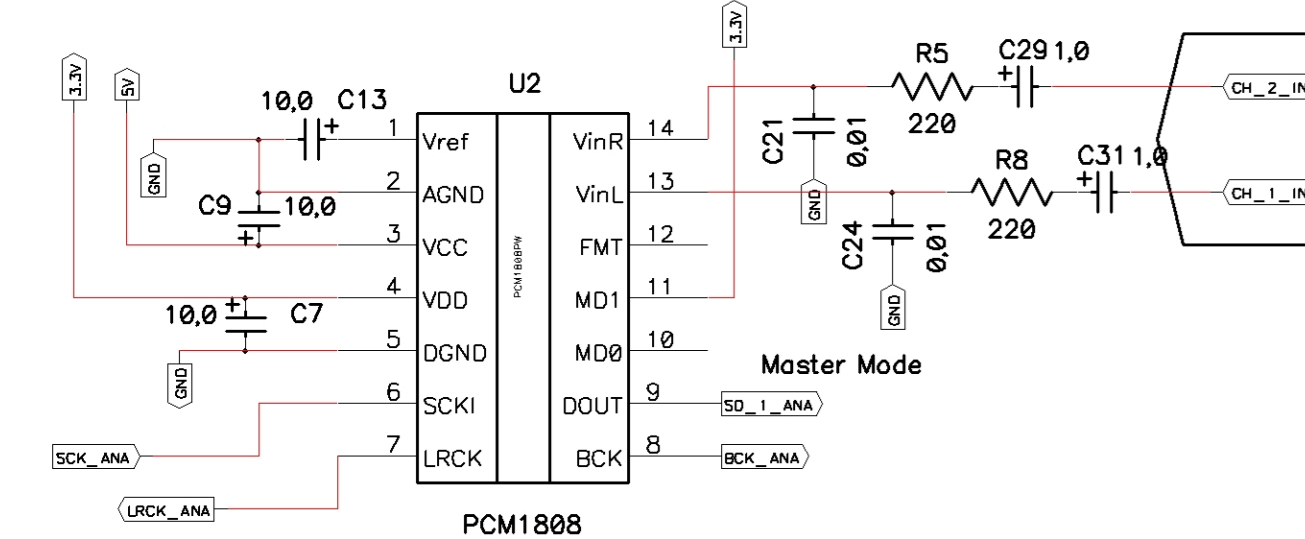 3.3V
3.3V
5V
U2
R5
C29 1,0
CH_2_IN
10,0 C13
220
1 Vref
VinR 14
C21
0,01
GND
R8
C31 1,0
2 AGND
VinL 13
GND
CH_1_IN
C9 10,0
220
3 VCC
FMT 12
C24
0,01
PCM1808PW
4 VDD
MD1 11
GND
10,0 C7
5 DGND
MD0 10
Master Mode
GND
6 SCKI
DOUT 9
SD_1_ANA
SCK_ANA
7 LRCK
BCK 8
BCK_ANA
LRCK_ANA
PCM1808